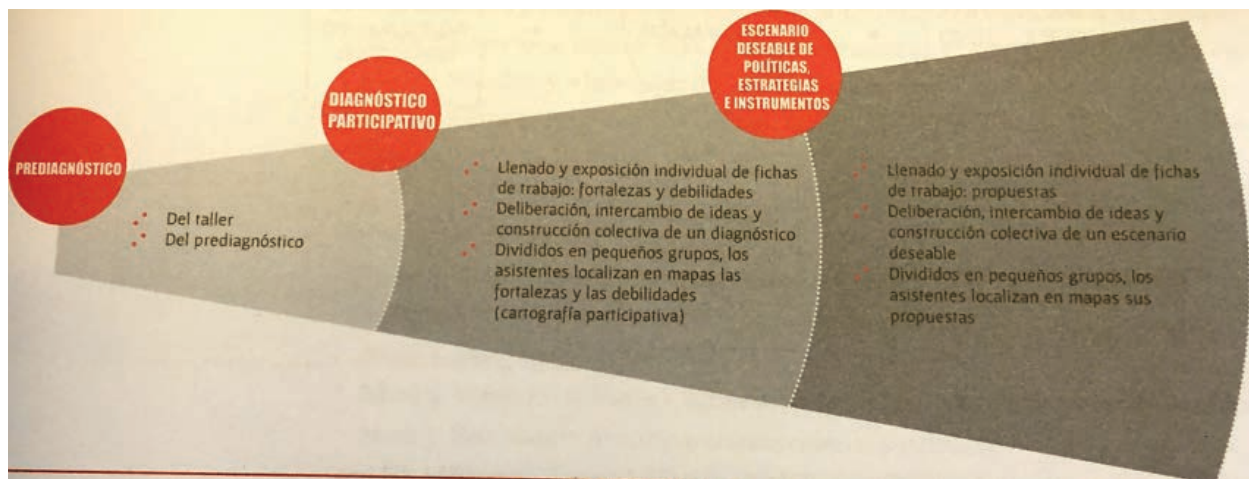 PREDIAGNÓSTICO
Del taller
Del prediagnóstico
DIAGNÓSTICO
PARTICIPATIVO
Llenado y exposición individual de fichas
de trabajo: fortalezas y debilidades
Deliberación, intercambio de ideas y
construcción colectiva de un diagnóstico
Divididos en pequeños grupos, los
asistentes localizan en mapas las
fortalezas y las debilidades
(cartografía participativa)
ESCENARIO
DESEABLE DE
POLÍTICAS,
ESTRATEGIAS
E INSTRUMENTOS
Llenado y exposición individual de fichas
de trabajo: propuestas
Deliberación, intercambio de ideas y
construcción colectiva de un escenario
deseable
Divididos en pequeños grupos, los
asistentes localizan en mapas sus
propuestas